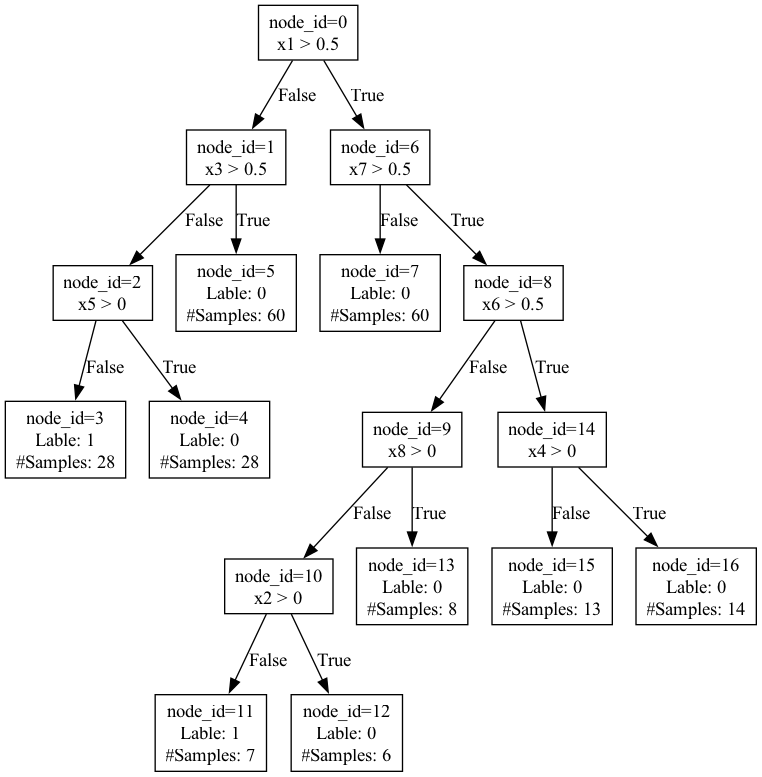 node_id=0
x1 > 0.5
False
True
node_id=1
x3 > 0.5
node_id=6
x7 > 0.5
False
True
False
True
node_id=2
x5 > 0
node_id=5
Lable: 0
#Samples: 60
node_id=7
Lable: 0
#Samples: 60
node_id=8
x6 > 0.5
False
True
False
True
node_id=3
Lable: 1
#Samples: 28
node_id=4
Lable: 0
#Samples: 28
node_id=9
x8 > 0
node_id=14
x4 > 0
False
True
False
True
node_id=10
x2 > 0
node_id=13
Lable: 0
#Samples: 8
node_id=15
Lable: 0
#Samples: 13
node_id=16
Lable: 0
#Samples: 14
False
True
node_id=11
Lable: 1
#Samples: 7
node_id=12
Lable: 0
#Samples: 6